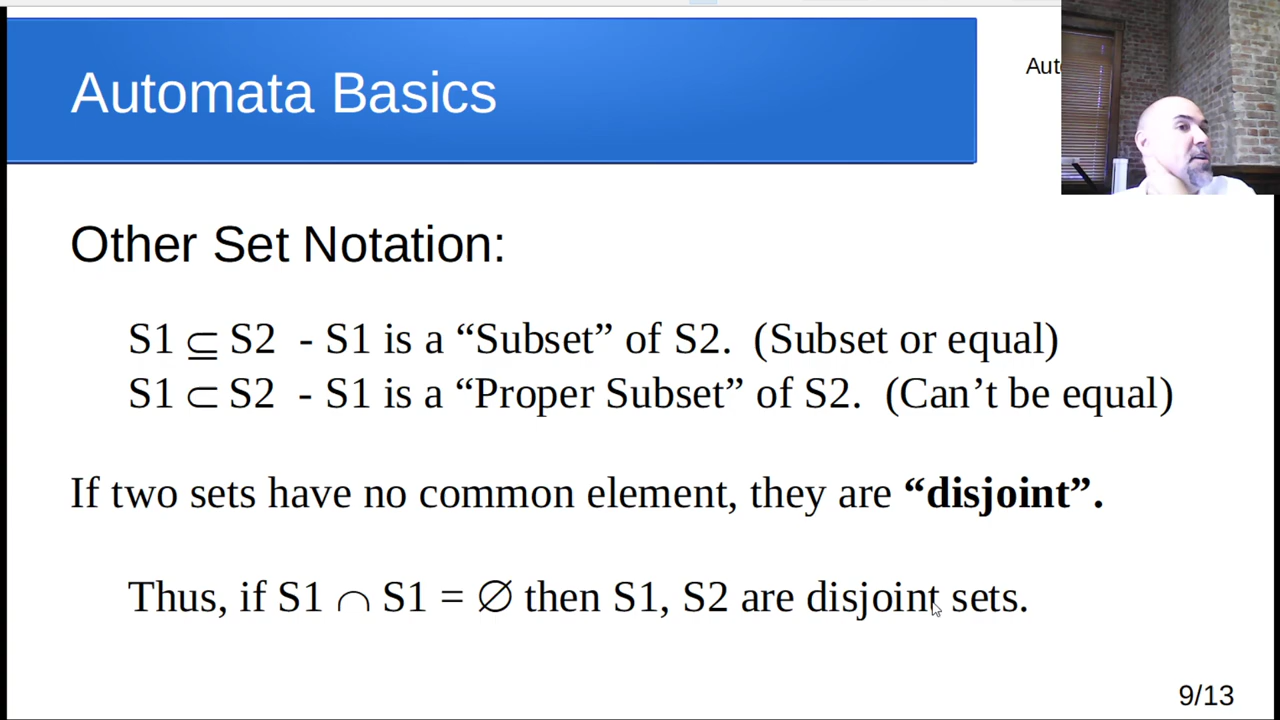 Automata Basics
Other Set Notation:
S1 ⊆ S2 - S1 is a “Subset” of S2. (Subset or equal)
S1 ⊂ S2 - S1 is a “Proper Subset” of S2. (Can’t be equal)
If two sets have no common element, they are “disjoint”.
Thus, if S1 ∩ S1 = ∅ then S1, S2 are disjoint sets.
9/13